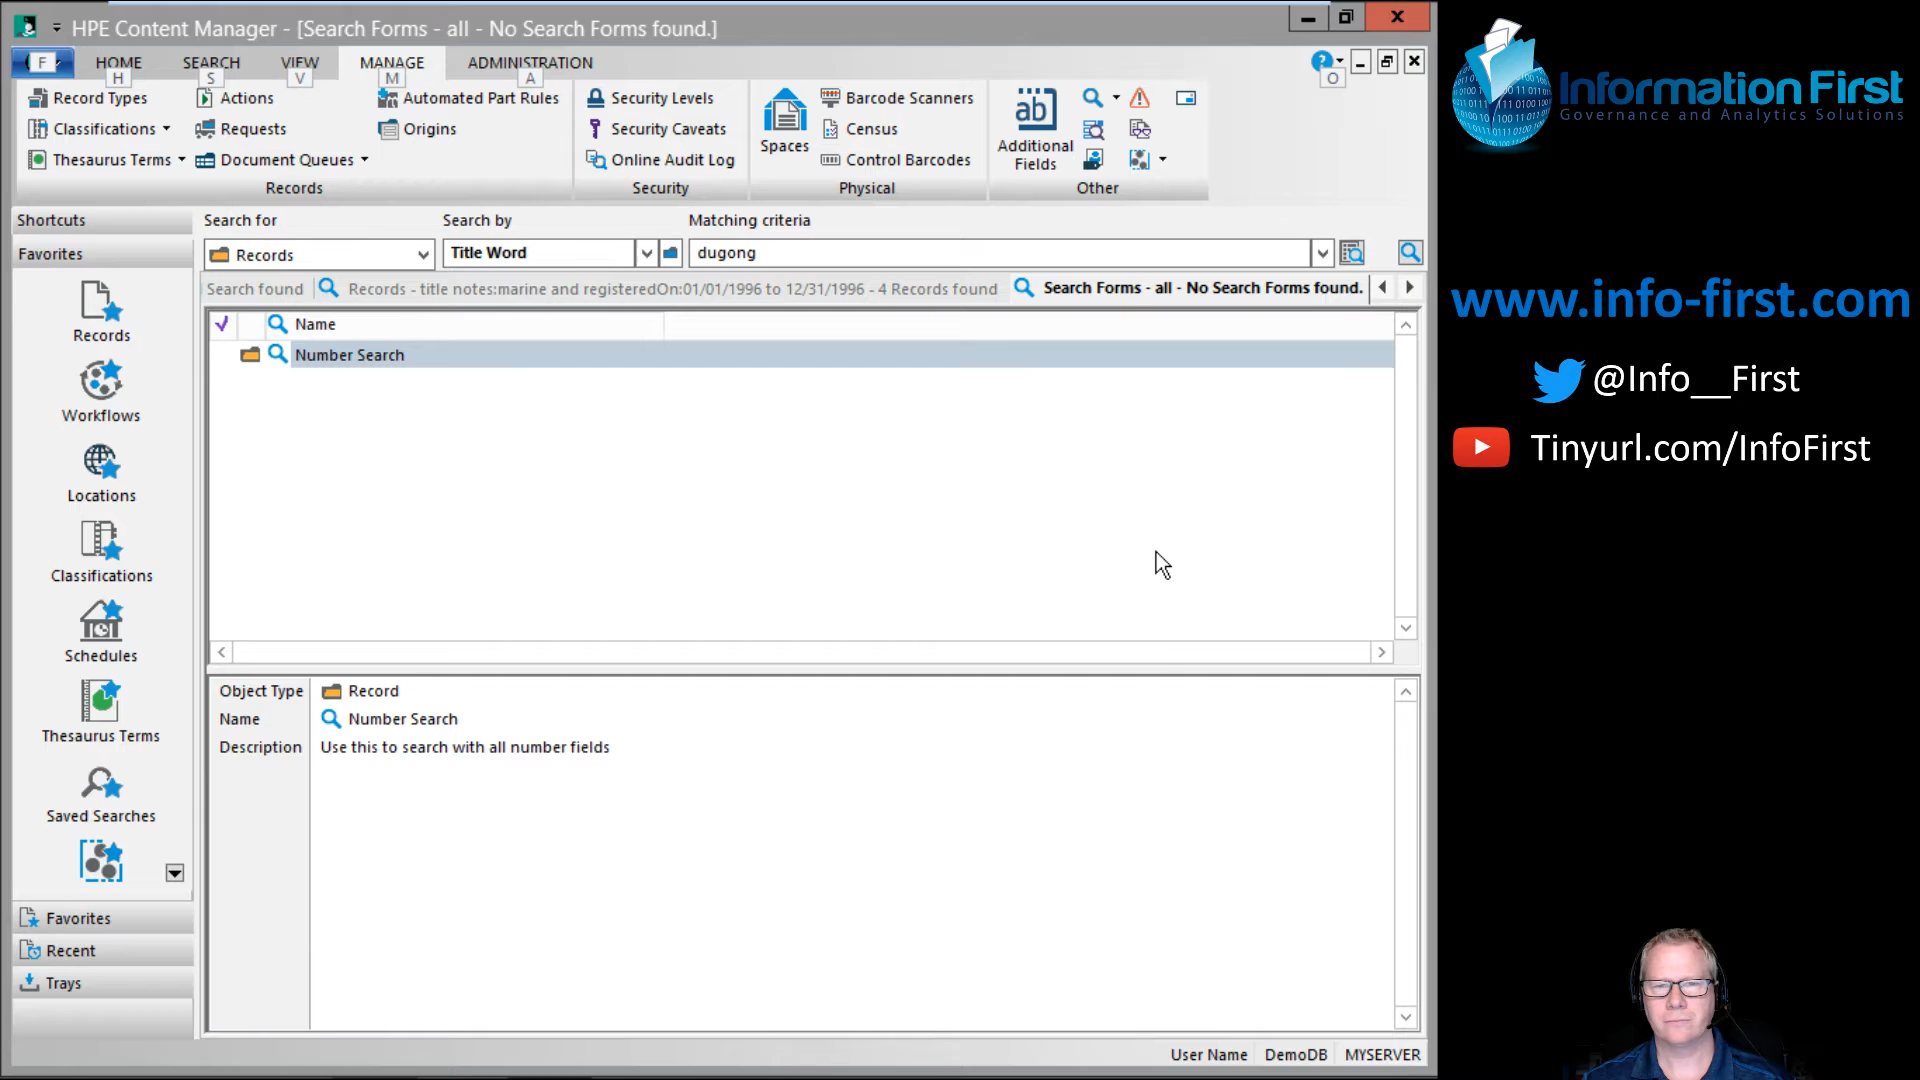 HPE Content Manager - [Search Forms - all - No Search Forms found.]
F
HOME
SEARCH
VIEW
MANAGE
ADMINISTRATION
H
S
V
M
A
O
Record Types
Actions
Automated Part Rules
Security Levels
Barcode Scanners
Classifications
Requests
Origins
Security Caveats
Census
Thesaurus Terms
Document Queues
Online Audit Log
Spaces
Control Barcodes
ab
Additional
Fields
Records
Security
Physical
Other
Shortcuts
Favorites
Records
Workflows
Locations
Classifications
Schedules
Thesaurus Terms
Saved Searches
Favorites
Recent
Trays
Search for
Search by
Matching criteria
Records
Title Word
dugong
Search found
Records - title notes:marine and registeredOn:01/01/1996 to 12/31/1996 - 4 Records found
Search Forms - all - No Search Forms found.
Name
Number Search
Object Type
Record
Name
Number Search
Description
Use this to search with all number fields
User Name
DemoDB
MYSERVER
Information First
Governance and Analytics Solutions
www.info-first.com
@Info__First
Tinyurl.com/InfoFirst